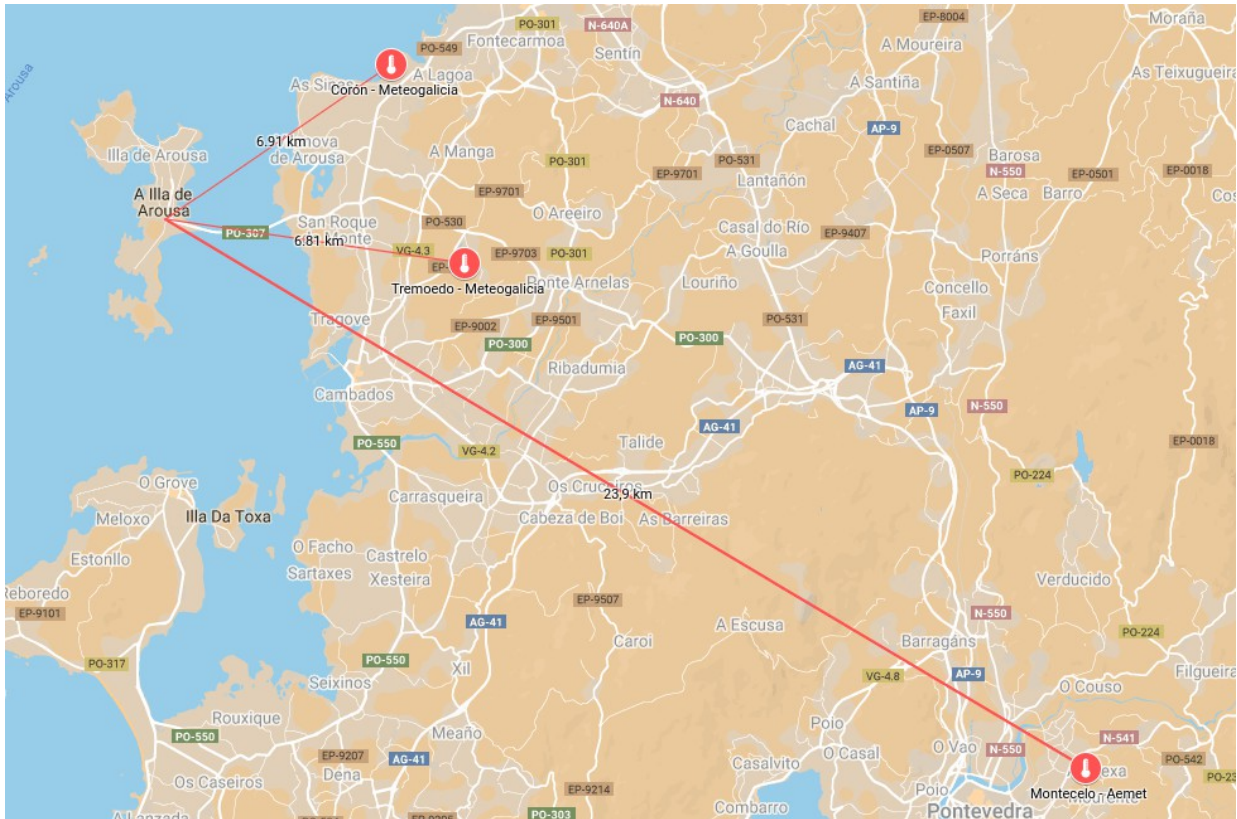 PO-301
N-640A
EP-8004
Moraña
PO-549
Fontecarmoa
Sentín
A Moureira
Arousa
A Lagoa
As Teixugueira
A Santiña
Corón - Meteogalicia
N-640
Cachal
AP-9
6.91 km
de Arousa
Illa de Arousa
A Manga
PO-301
PO-531
EP-0507
Barosa
N-550
EP-0501
EP-0018
EP-9701
EP-9701
Lantañón
A Illa de
Arousa
A Seca
Barro
O Areeiro
San Roque
PO-530
Casal do Río
PO-307
6.81 km
VG-4.3
EP-9703
PO-301
A Goulla
EP-9407
Porráns
Tremoedo - Meteogalicia
Ponte Arnelas
Louriño
Concello
Faxil
Tragove
EP-9002
EP-9501
PO-531
PO-300
PO-300
Ribadumia
AG-41
Cambados
AP-9
N-550
AG-41
PO-550
VG-4.2
Talide
EP-0018
PO-224
O Grove
Os Cruceiros
23,9 km
Carrasqueira
Meloxo
Illa Da Toxa
Cabeza de Boi
As Barreiras
O Facho
Castrelo
Estonllo
Sartaxes
Xesteira
Verducido
Reboredo
EP-9507
EP-9101
N-550
AG-41
A Escusa
PO-224
Caroi
Barragáns
PO-317
PO-550
Xil
Filgueira
VG-4.8
AP-9
Seixinos
O Couso
Rouxique
Poio
PO-550
Meaño
N-541
EP-9207
AG-41
Casalvito
O Casal
O Vao
N-550
PO-542
Os Caseiros
Dena
EP-9214
Poio
Montecelo - Aemet
Combarro
Pontevedra
PO-303
A Lanzada